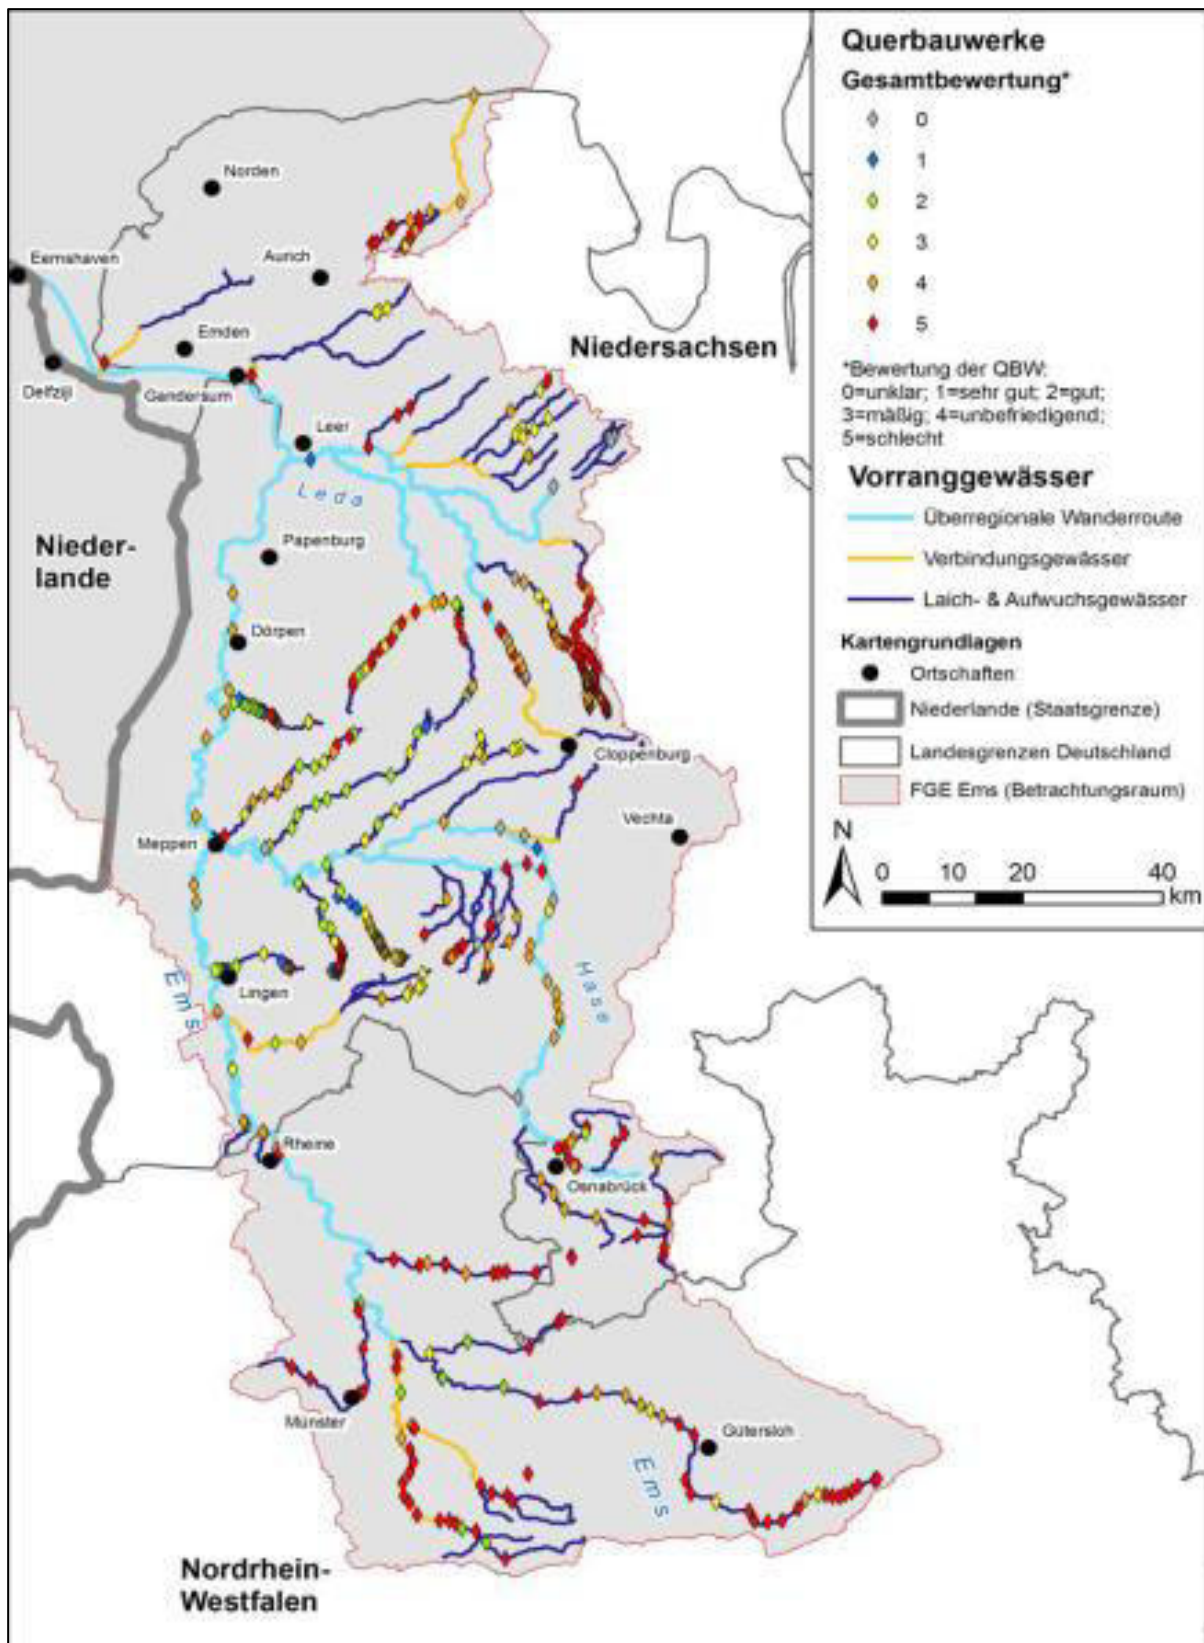 Querbauwerke
Gesamtbewertung*
0
1
2
3
4
5
*Bewertung der QBW:
0=unklar; 1=sehr gut; 2=gut;
3=mäßig; 4=unbefriedigend;
5=schlecht
Vorranggewässer
Überregionale Wanderroute
Verbindungsgewässer
Laich- & Aufwuchsgewässer
Kartengrundlagen
Ortschaften
Niederlande (Staatsgrenze)
Landesgrenzen Deutschland
FGE Ems (Betrachtungsraum)
N
0 10 20 40
km
Norden
Eemshaven
Aurich
Emden
Niedersachsen
Delfzijl
Gandersum
Leer
Leda
Nieder-
lande
Papenburg
Dörpen
Cloppenburg
Vechta
Meppen
Lingen
Ems
Hase
Rheine
Osnabrück
Münster
Gütersloh
Ems
Nordrhein-
Westfalen